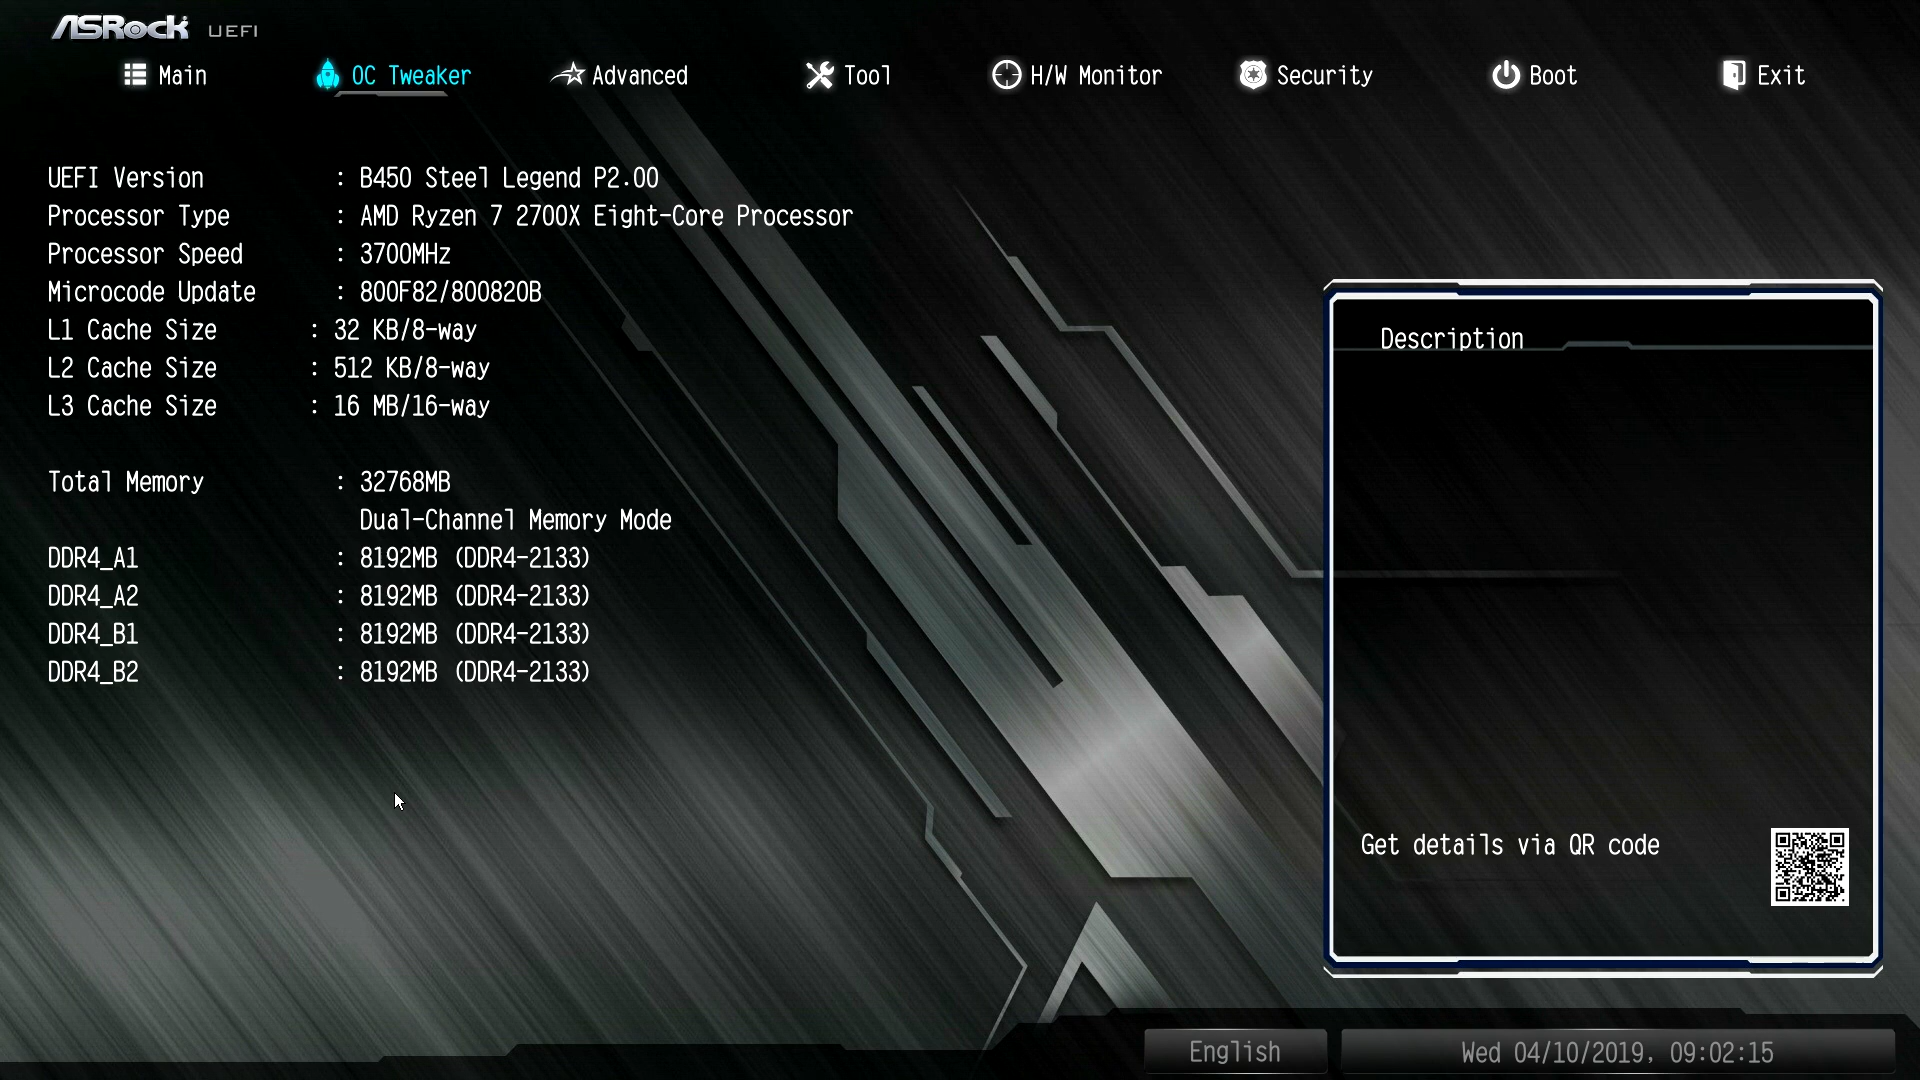 ASRock UEFI
Main OC Tweaker Advanced Tool H/W Monitor Security Boot Exit
UEFI Version : B450 Steel Legend P2.00
Processor Type : AMD Ryzen 7 2700X Eight-Core Processor
Processor Speed : 3700MHz
Microcode Update : 800F82/800820B
L1 Cache Size : 32 KB/8-way
L2 Cache Size : 512 KB/8-way
L3 Cache Size : 16 MB/16-way
Total Memory : 32768MB
Dual-Channel Memory Mode
DDR4_A1 : 8192MB (DDR4-2133)
DDR4_A2 : 8192MB (DDR4-2133)
DDR4_B1 : 8192MB (DDR4-2133)
DDR4_B2 : 8192MB (DDR4-2133)
Description
Get details via QR code
English
Wed 04/10/2019, 09:02:15